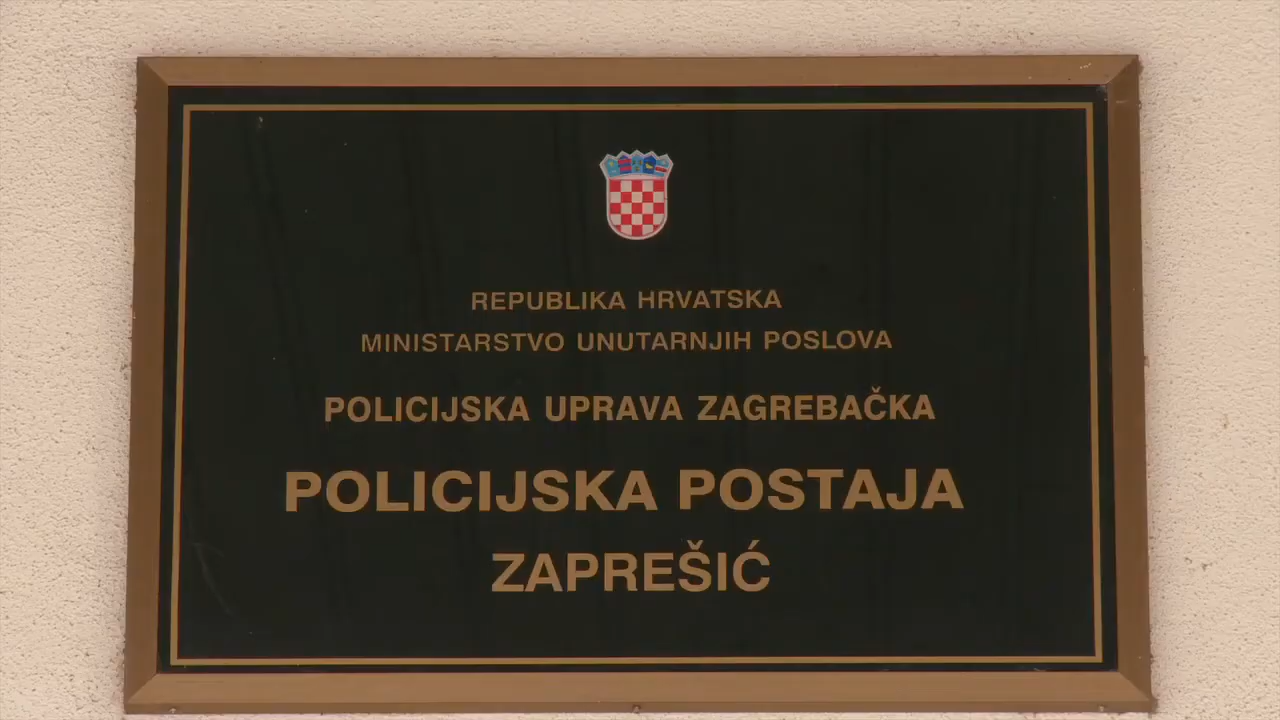 REPUBLIKA HRVATSKA
MINISTARSTVO UNUTARNJIH POSLOVA
POLICIJSKA UPRAVA ZAGREBAČKA
POLICIJSKA POSTAJA
ZAPREŠIĆ